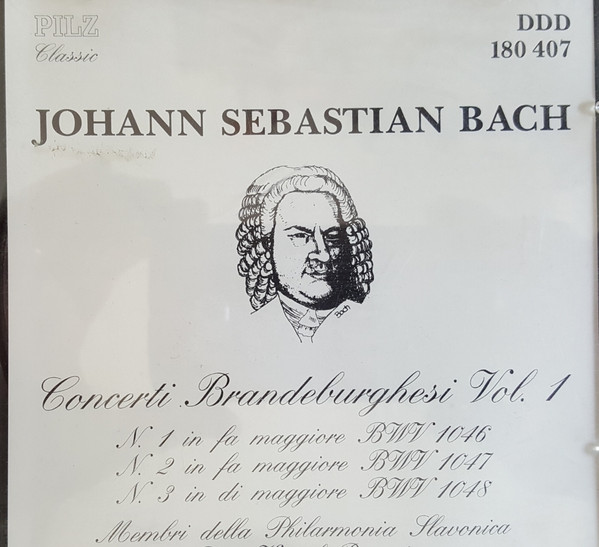 PILZ
Classic
DDD
180 407
JOHANN SEBASTIAN BACH
Bach
Concerti Brandeburghesi Vol. 1
N. 1 in fa maggiore BWV 1046
N. 2 in fa maggiore BWV 1047
N. 3 in di maggiore BWV 1048
Membri della Philarmonia Slavonica